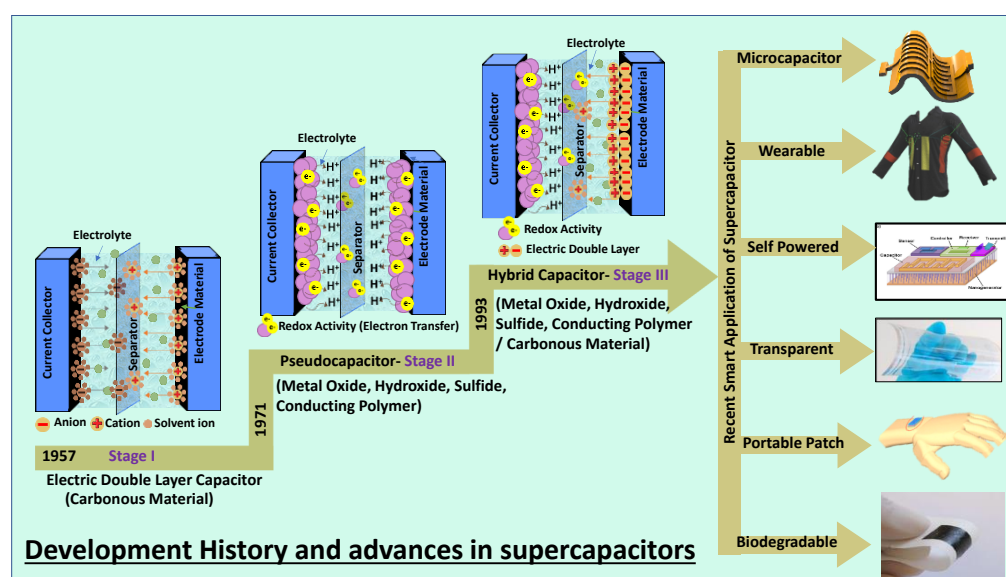 Electrolyte
Current Collector
Separator
Electrode Material
Anion
Cation
Solvent ion
1957
Stage I
Electric Double Layer Capacitor
(Carbonous Material)
Electrolyte
Current Collector
Separator
Electrode Material
e-
H+
Redox Activity (Electron Transfer)
1971
Pseudocapacitor- Stage II
(Metal Oxide, Hydroxide, Sulfide,
Conducting Polymer)
Electrolyte
Current Collector
Separator
Electrode Material
e-
H+
Redox Activity
Electric Double Layer
1993
Hybrid Capacitor- Stage III
(Metal Oxide, Hydroxide,
Sulfide, Conducting Polymer
/ Carbonous Material)
Recent Smart Application of Supercapacitor
Microcapacitor
Wearable
Self Powered
Capacitor
Nanogenerator
Transparent
Portable Patch
Biodegradable
Development History and advances in supercapacitors